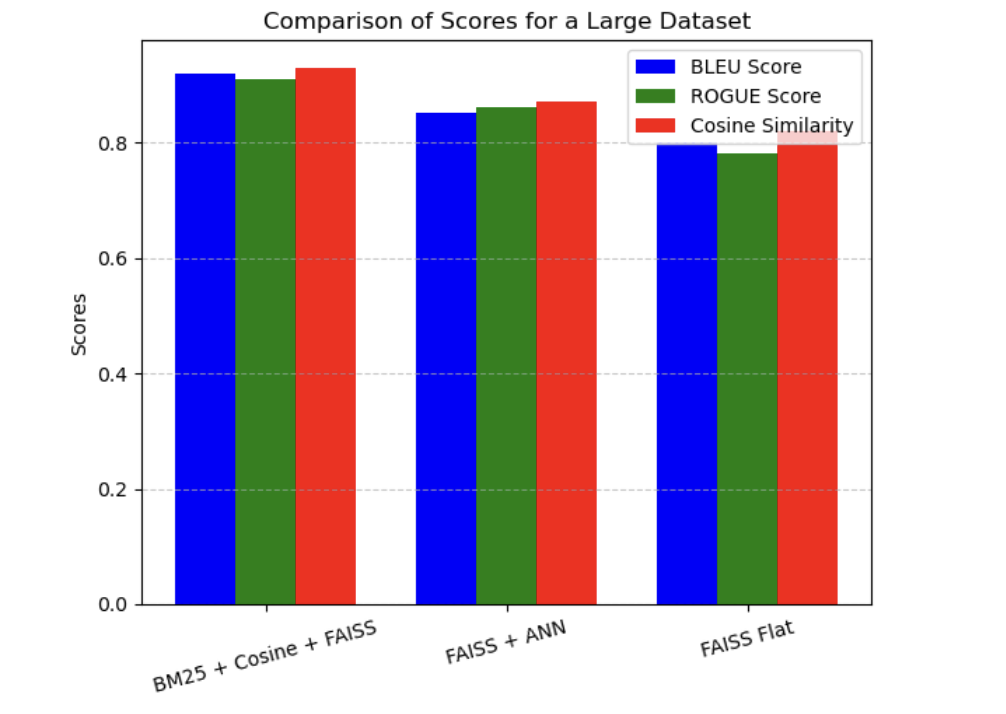 Comparison of Scores for a Large Dataset
BLEU Score
ROGUE Score
Cosine Similarity
Scores
0.8
0.6
0.4
0.2
0.0
BM25 + Cosine + FAISS
FAISS + ANN
FAISS Flat